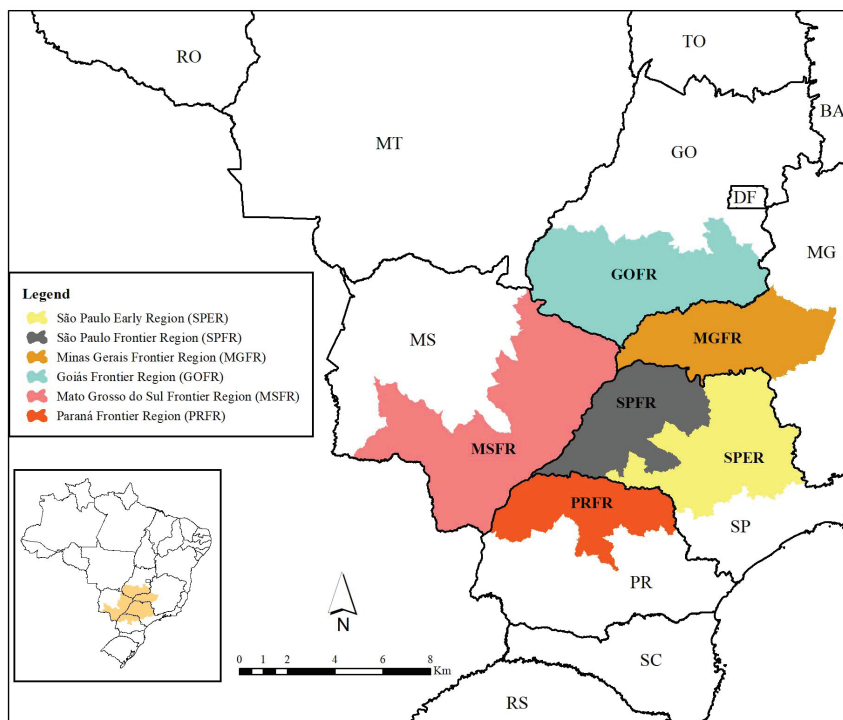 RO
TO
BA
MT
GO
DF
MG
GOFR
Legend
São Paulo Early Region (SPER)
São Paulo Frontier Region (SPFR)
Minas Gerais Frontier Region (MGFR)
Goiás Frontier Region (GOFR)
Mato Grosso do Sul Frontier Region (MSFR)
Paraná Frontier Region (PRFR)
MS
MGFR
SPFR
MSFR
SPER
PRFR
SP
PR
N
0 1 2 4 6 8
Km
SC
RS